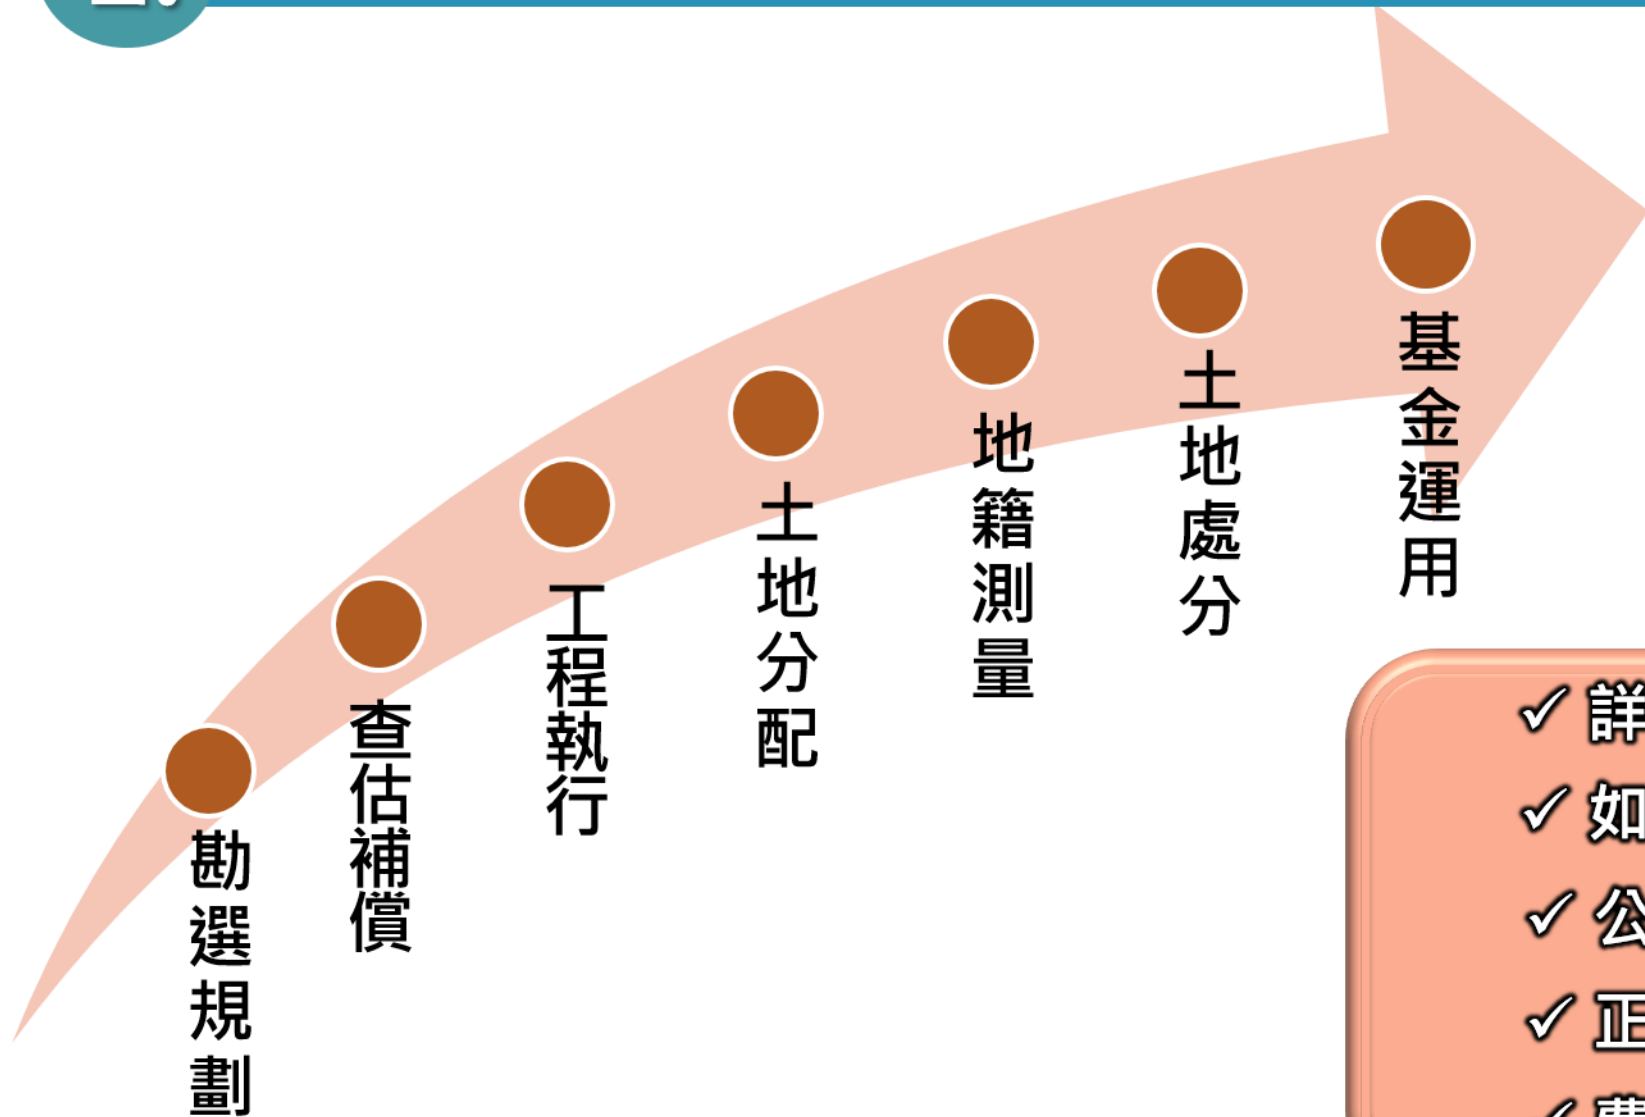 勘選規劃
查估補償
工程執行
土地分配
地籍測量
土地處分
基金運用
✓ 詳
✓ 如
✓ 公
✓ 正